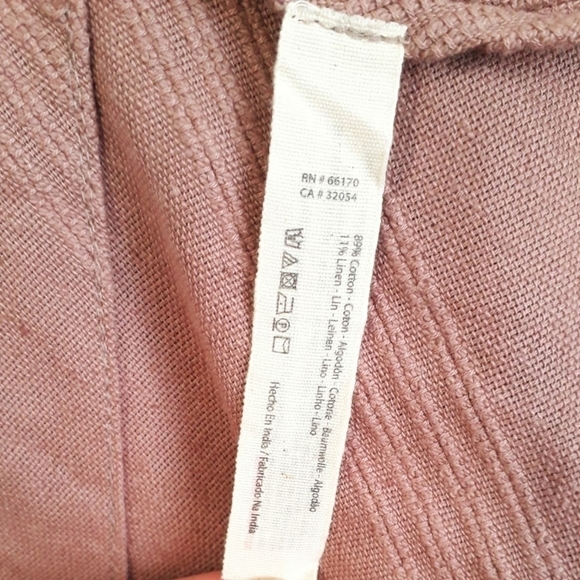 RN # 66170
CA # 32054
89% Cotton - Coton - Algodón - Cotone - Baumwolle - Algodão
11% Linen - Lin - Leinen - Lino - Linho - Lino
Hecho En India / Fabricado Na India